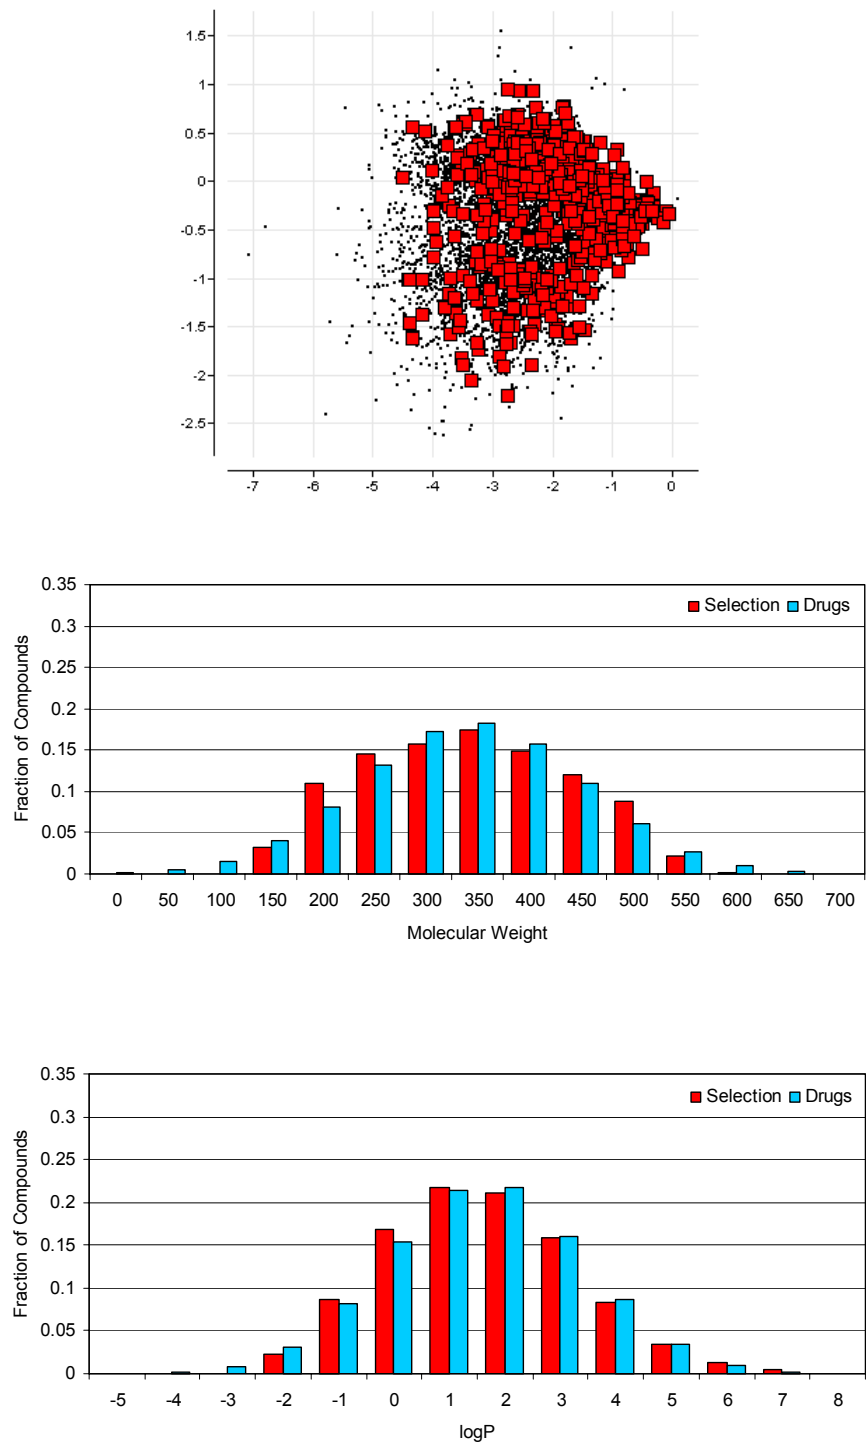 1.5
1
0.5
0
-0.5
-1
-1.5
-2
-2.5
-7 -6 -5 -4 -3 -2 -1 0
0.35
0.3
0.25
0.2
0.15
0.1
0.05
0
Fraction of Compounds
Selection Drugs
0 50 100 150 200 250 300 350 400 450 500 550 600 650 700
Molecular Weight
0.35
0.3
0.25
0.2
0.15
0.1
0.05
0
Fraction of Compounds
Selection Drugs
-5 -4 -3 -2 -1 0 1 2 3 4 5 6 7 8
logP